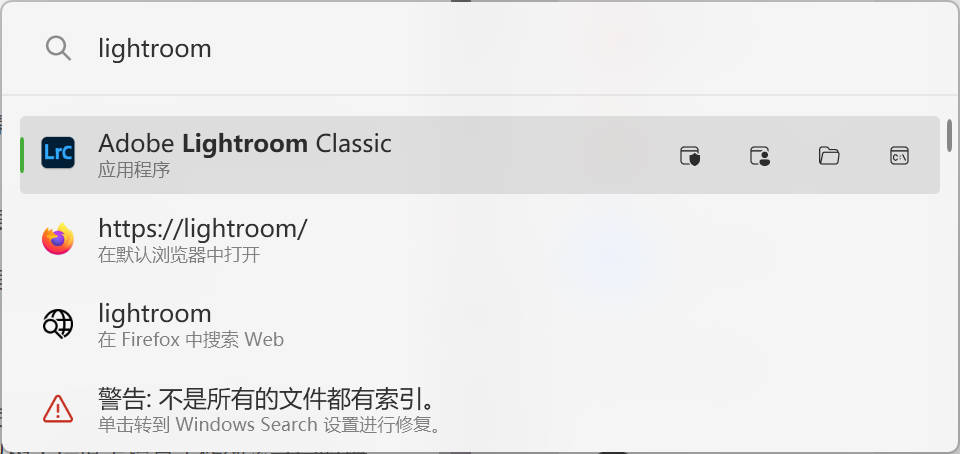 lightroom
Adobe Lightroom Classic
应用程序
LrC
C:\
https://lightroom/
在默认浏览器中打开
lightroom
在 Firefox 中搜索 Web
警告: 不是所有的文件都有索引。
单击转到 Windows Search 设置进行修复。